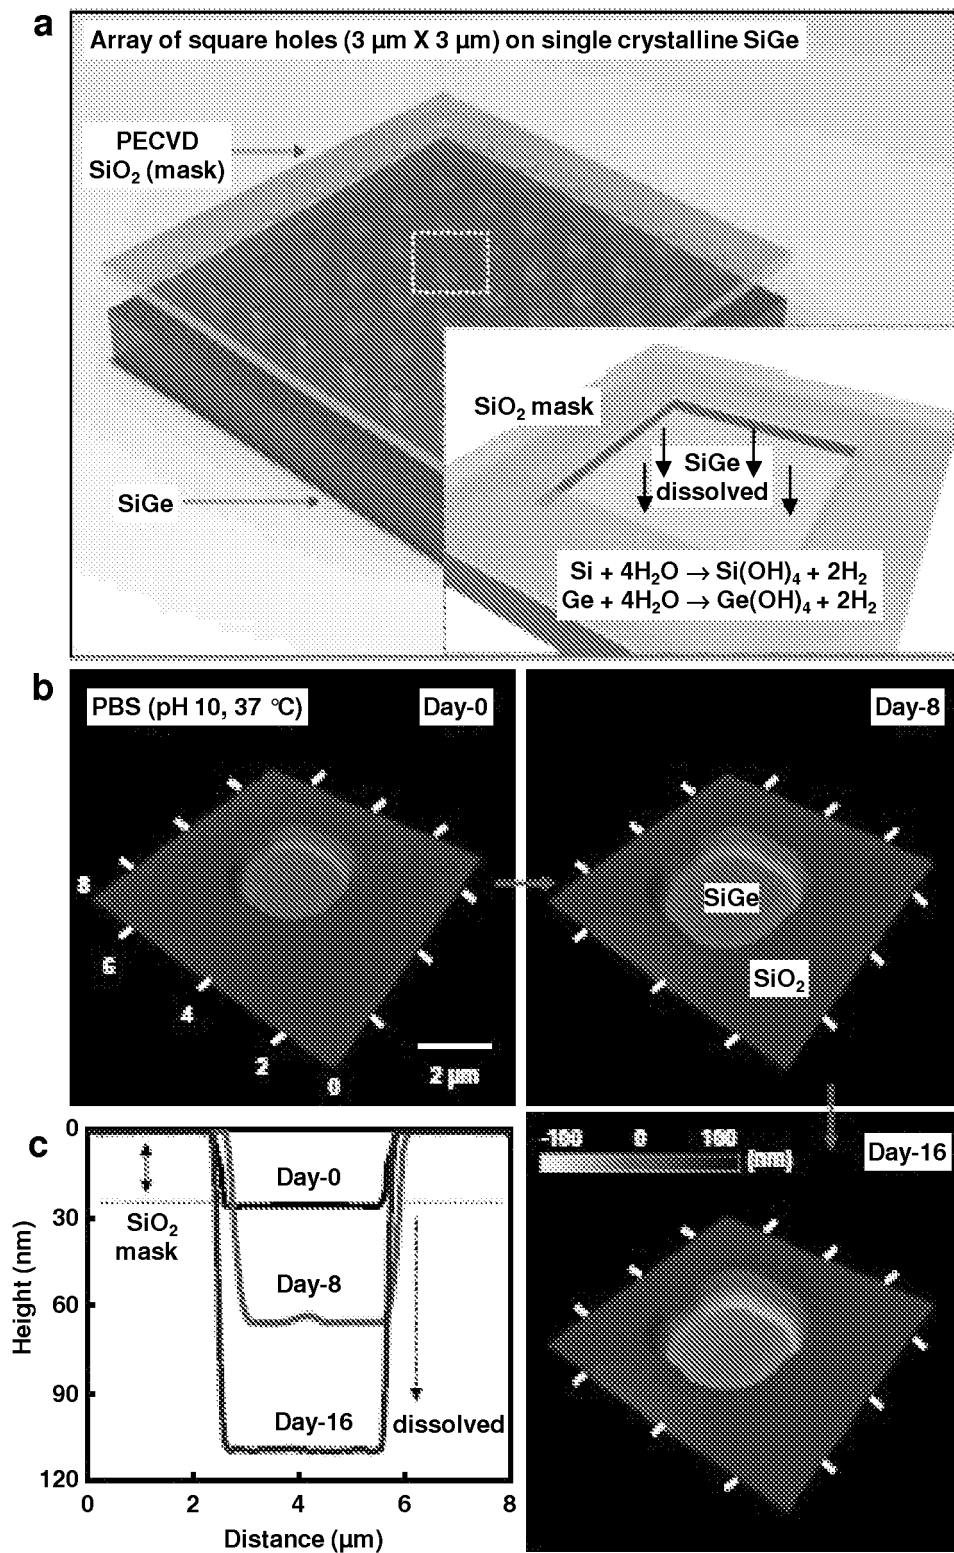 a
Array of square holes (3 µm X 3 µm) on single crystalline SiGe
PECVD
SiO₂ (mask)
SiGe
SiO₂ mask
SiGe
dissolved
Si + 4H₂O → Si(OH)₄ + 2H₂
Ge + 4H₂O → Ge(OH)₄ + 2H₂
b
PBS (pH 10, 37 °C)
Day-0
8
6
4
2
0
2 µm
Day-8
SiGe
SiO₂
-100 0 100 [nm]
Day-16
c
Height (nm)
0
30
60
90
120
SiO₂
mask
Day-0
Day-8
Day-16
dissolved
0 2 4 6 8
Distance (µm)